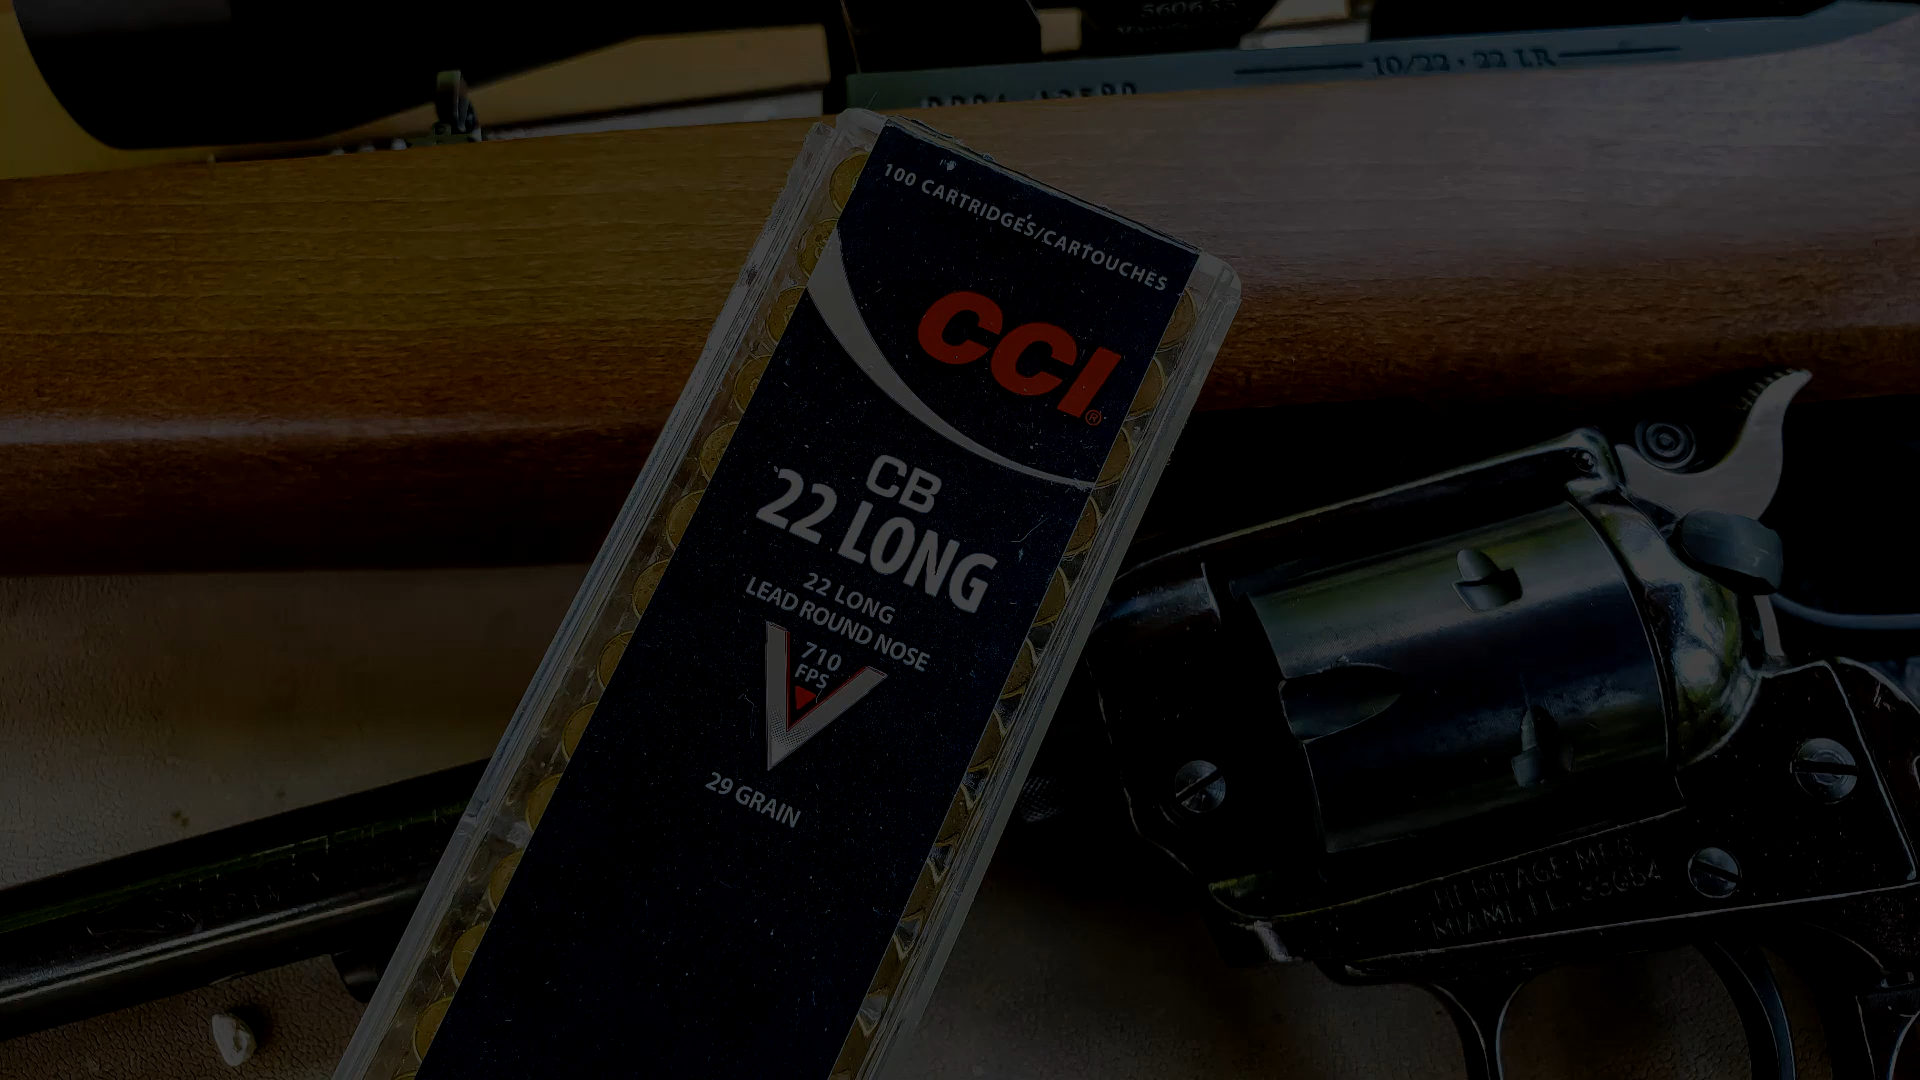 10/22 · 22 LR
100 CARTRIDGES/CARTOUCHES
CCI®
CB
22 LONG
22 LONG
LEAD ROUND NOSE
710
FPS
29 GRAIN
HERITAGE MFG.
MIAMI, FL.